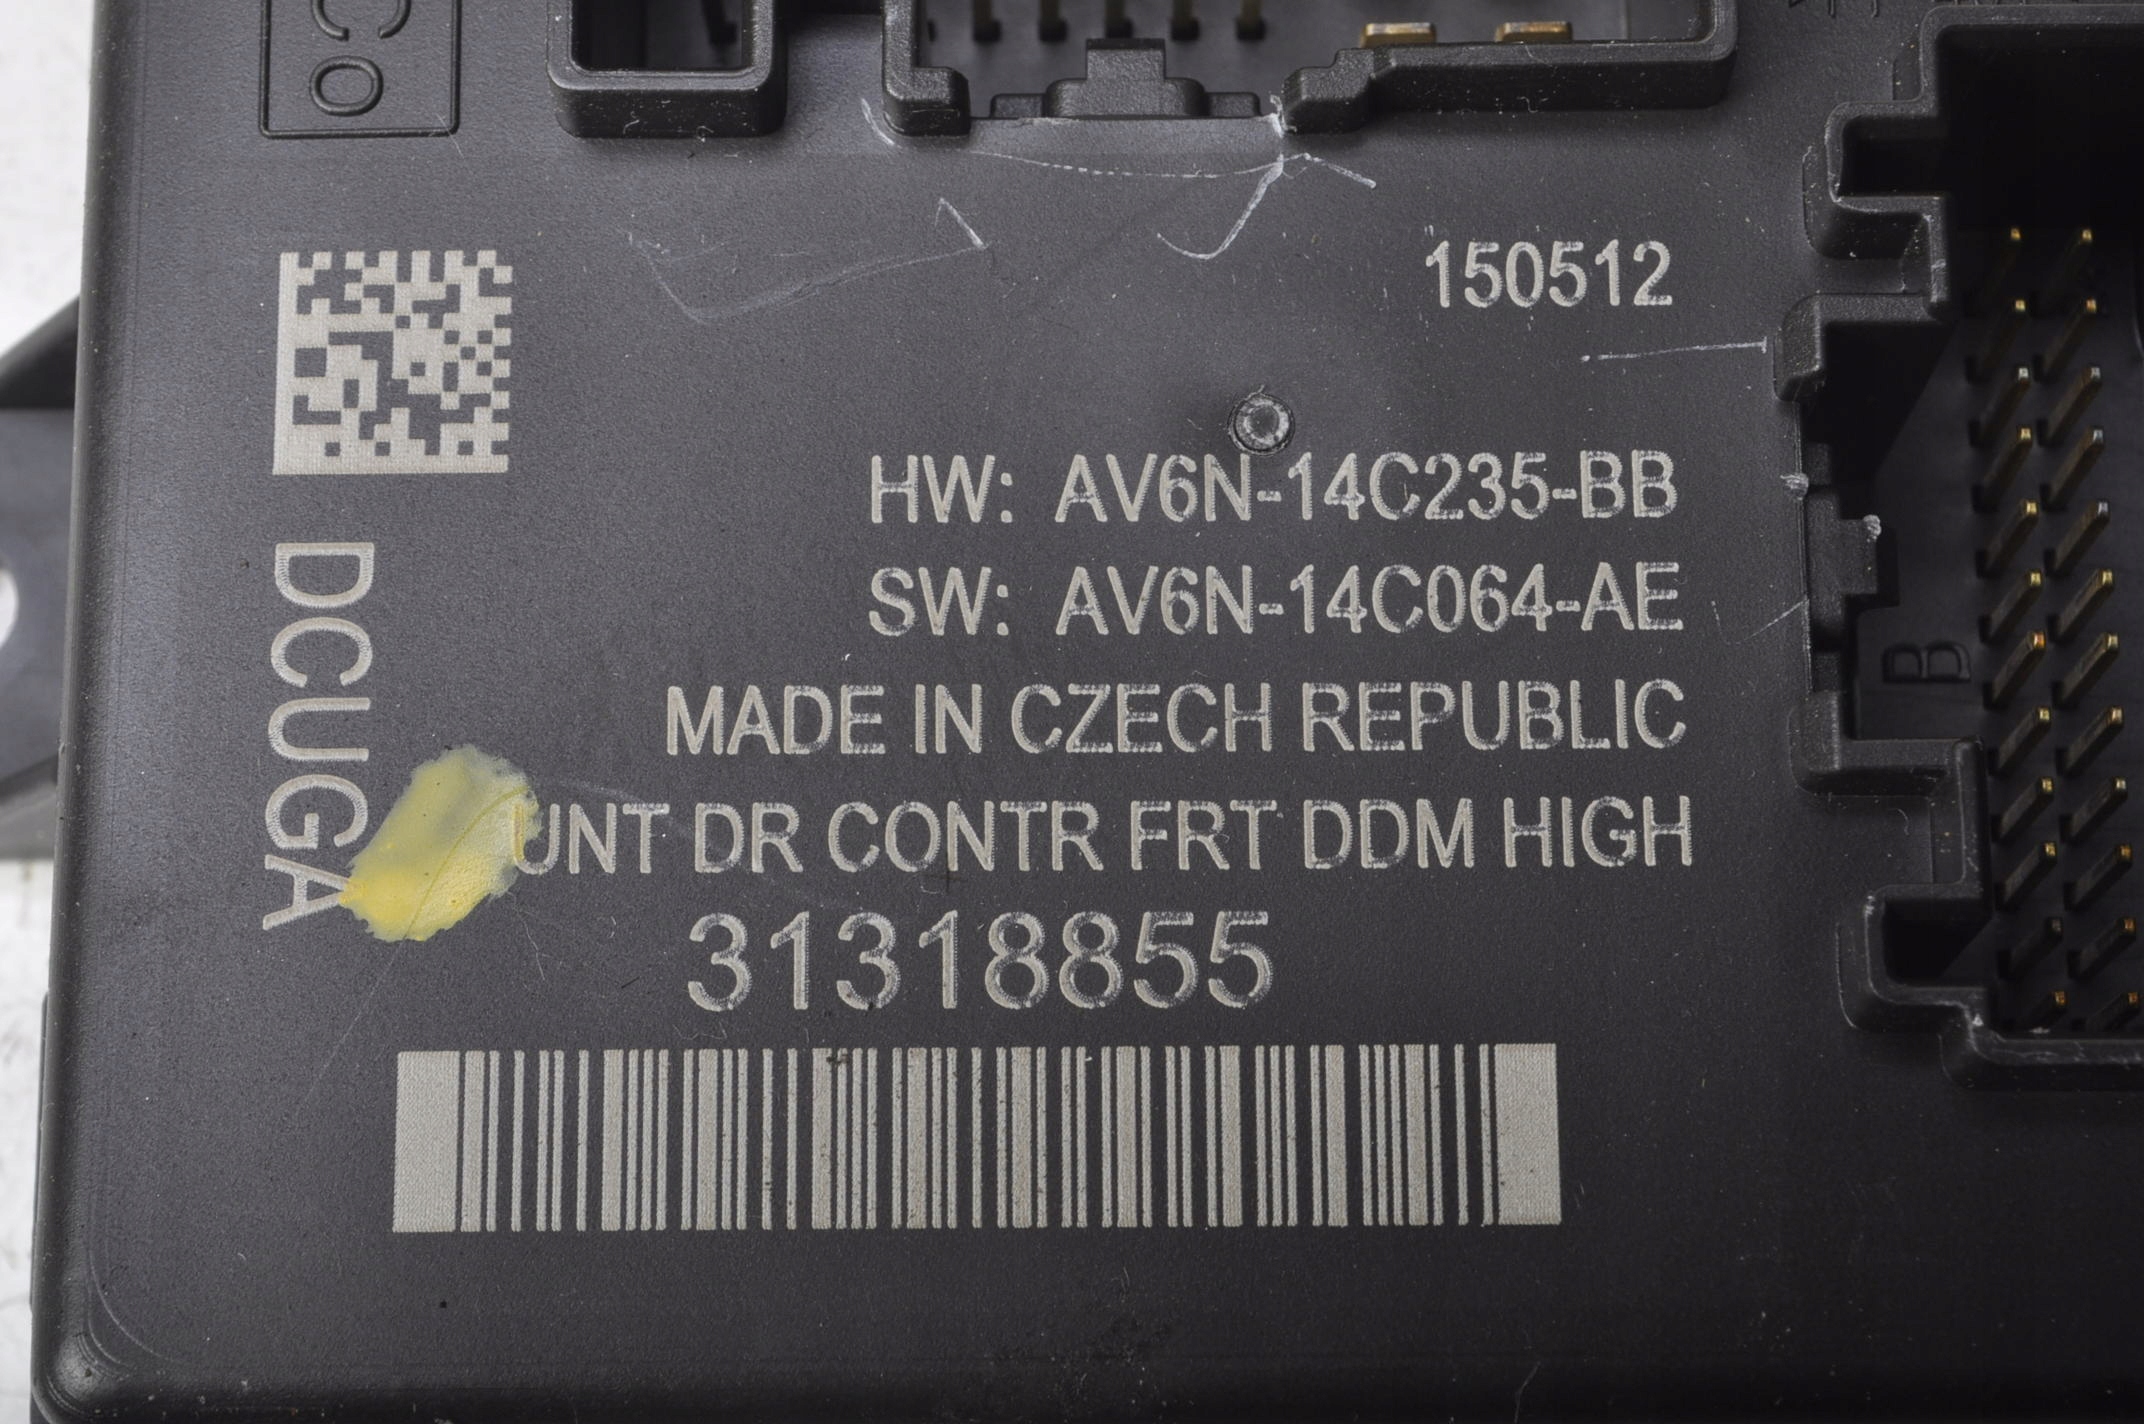 Co
150512
HW: AV6N-14C235-BB
SW: AV6N-14C064-AE
MADE IN CZECH REPUBLIC
UNT DR CONTR FRT DDM HIGH
31318855
DCUGA
B